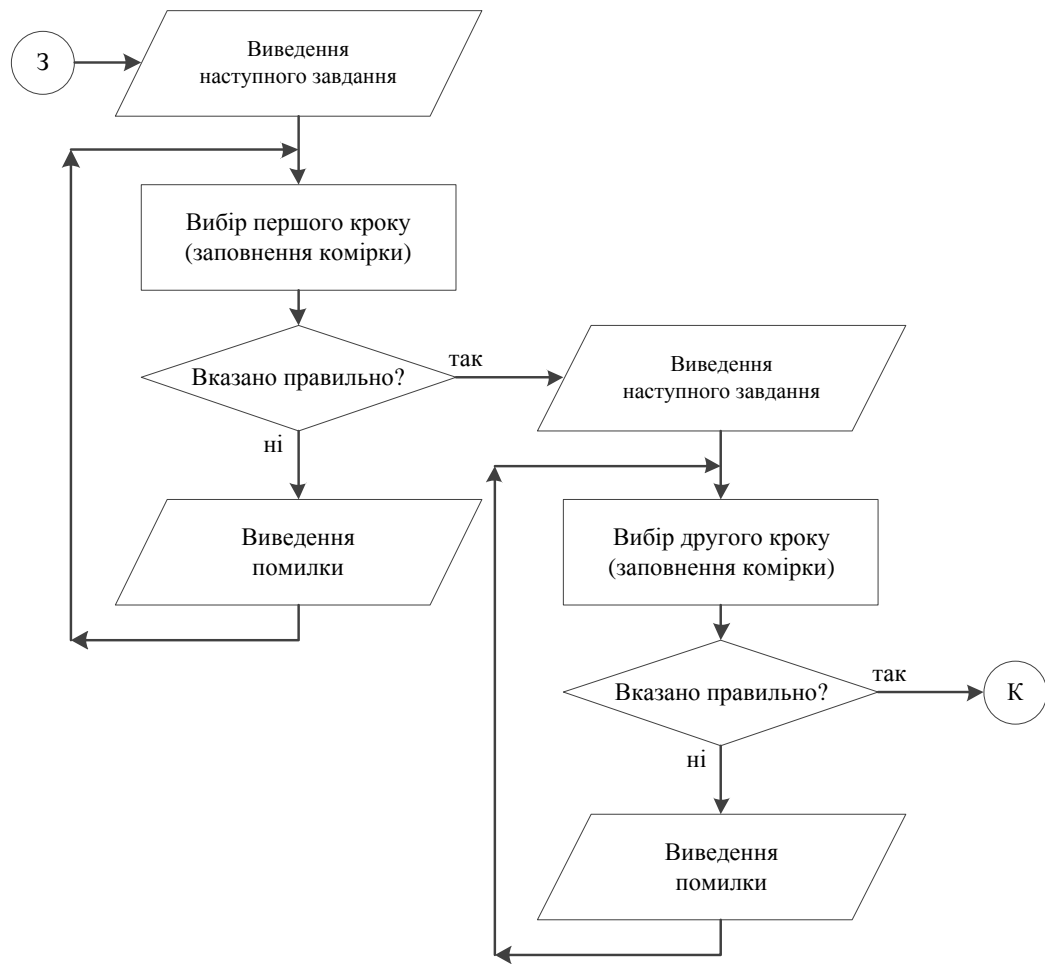 З
Виведення
наступного завдання
Вибір першого кроку
(заповнення комірки)
Вказано правильно?
так
ні
Виведення
помилки
Виведення
наступного завдання
Вибір другого кроку
(заповнення комірки)
Вказано правильно?
так
К
ні
Виведення
помилки